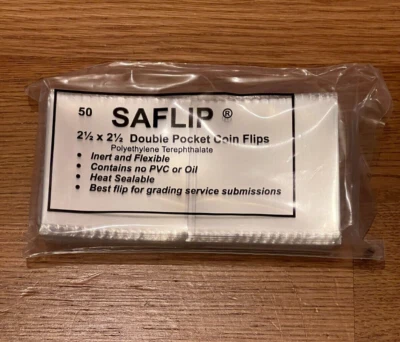 50 SAFLIP ®
2½ x 2½ Double Pocket Coin Flips
Polyethylene Terephthalate
• Inert and Flexible
• Contains no PVC or Oil
• Heat Sealable
• Best flip for grading service submissions